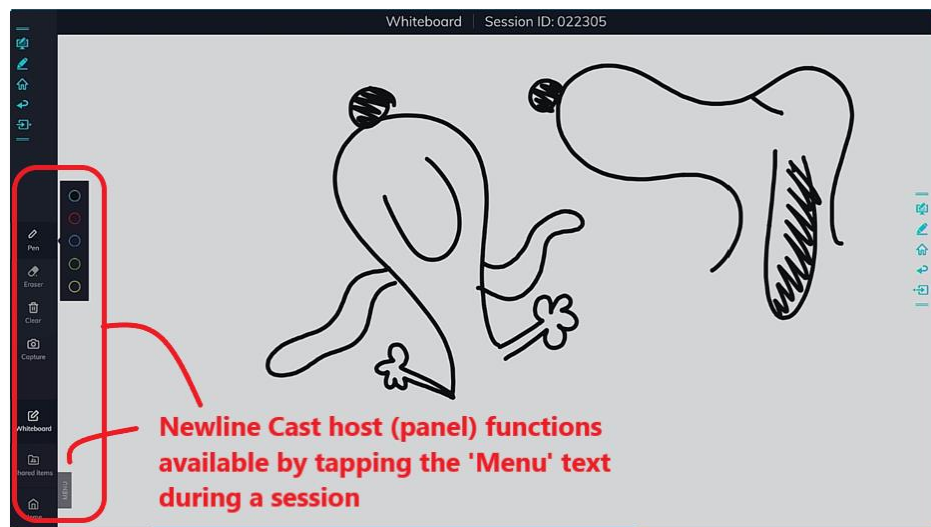 Whiteboard | Session ID: 022305
Pen
Eraser
Clear
Capture
Whiteboard
Shared items
MENU
Home
Newline Cast host (panel) functions
available by tapping the 'Menu' text
during a session